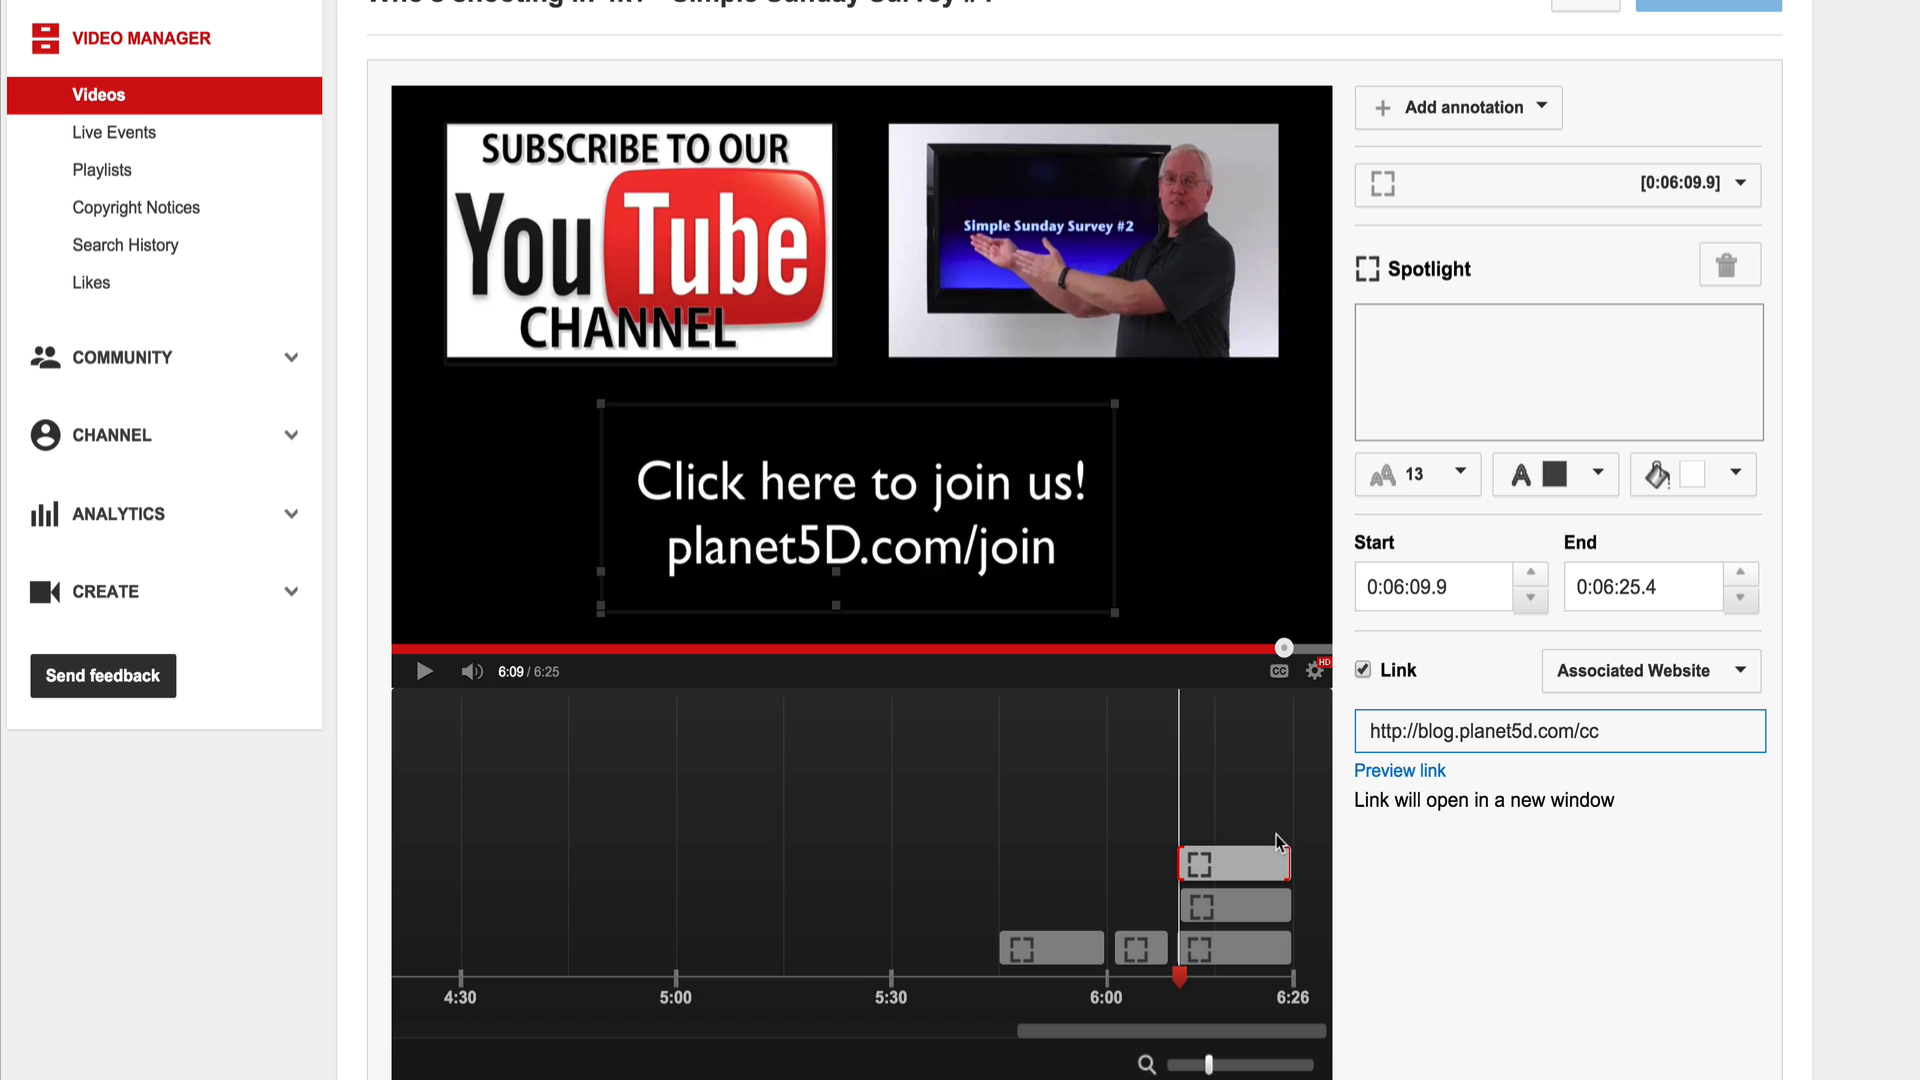 VIDEO MANAGER
Videos
Live Events
Playlists
Copyright Notices
Search History
Likes
COMMUNITY
CHANNEL
ANALYTICS
CREATE
Send feedback
SUBSCRIBE TO OUR
YouTube
CHANNEL
Simple Sunday Survey #2
Click here to join us!
planet5D.com/join
6:09 / 6:25
CC
HD
4:30
5:00
5:30
6:00
6:26
+ Add annotation
[0:06:09.9]
Spotlight
13
A
Start
End
0:06:09.9
0:06:25.4
Link
Associated Website
http://blog.planet5d.com/cc
Preview link
Link will open in a new window